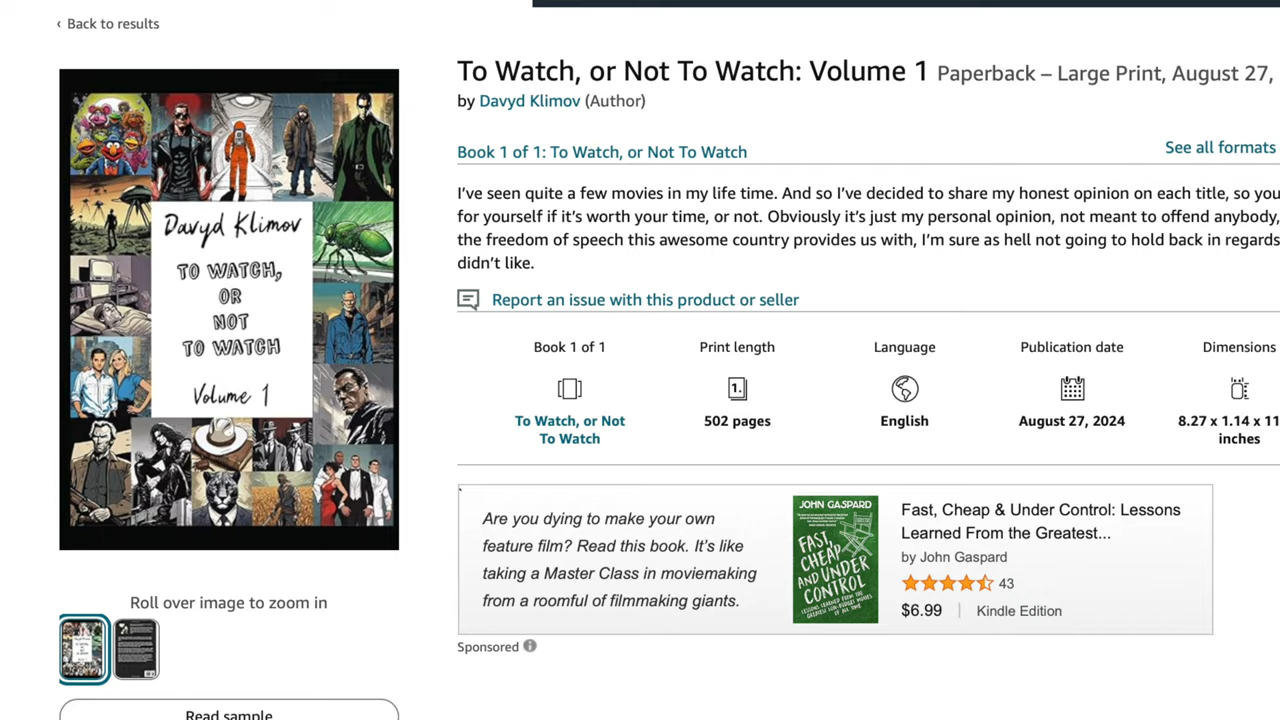 ‹ Back to results
To Watch, or Not To Watch: Volume 1 Paperback – Large Print, August 27,
by Davyd Klimov (Author)
Book 1 of 1: To Watch, or Not To Watch
See all formats
I've seen quite a few movies in my life time. And so I've decided to share my honest opinion on each title, so you
for yourself if it's worth your time, or not. Obviously it's just my personal opinion, not meant to offend anybody,
the freedom of speech this awesome country provides us with, I'm sure as hell not going to hold back in regards
didn't like.
Report an issue with this product or seller
Book 1 of 1
Print length
Language
Publication date
Dimensions
1.
To Watch, or Not
To Watch
502 pages
English
August 27, 2024
8.27 x 1.14 x 11
inches
Davyd Klimov
TO WATCH,
OR
NOT
TO WATCH
Volume 1
Are you dying to make your own
feature film? Read this book. It's like
taking a Master Class in moviemaking
from a roomful of filmmaking giants.
JOHN GASPARD
FAST,
CHEAP
AND UNDER
CONTROL
LESSONS
Fast, Cheap & Under Control: Lessons
Learned From the Greatest...
by John Gaspard
43
$6.99 | Kindle Edition
Sponsored
Roll over image to zoom in
Read sample